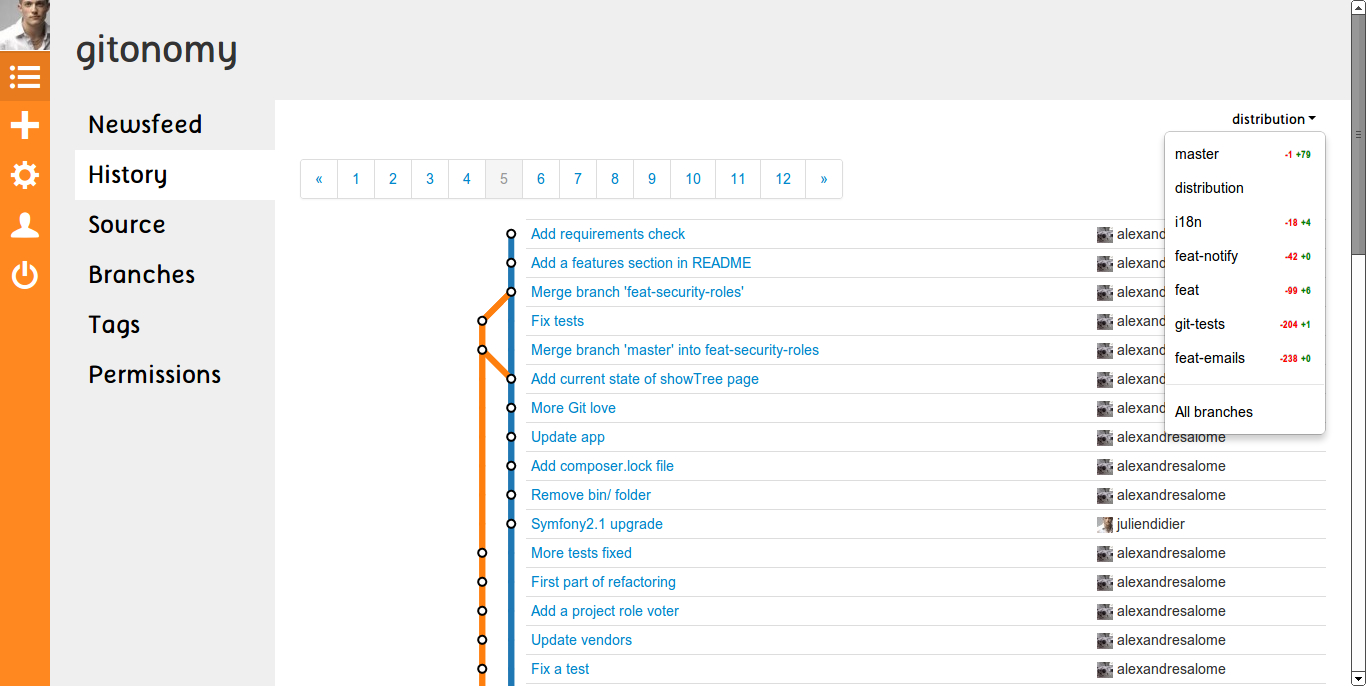 gitonomy
Newsfeed
History
Source
Branches
Tags
Permissions
distribution
master -1 +79
distribution
i18n -18 +4
feat-notify -42 +0
feat -99 +6
git-tests -204 +1
feat-emails -238 +0
All branches
« 1 2 3 4 5 6 7 8 9 10 11 12 »
Add requirements check alexand
Add a features section in README alexand
Merge branch 'feat-security-roles' alexand
Fix tests alexand
Merge branch 'master' into feat-security-roles alexand
Add current state of showTree page alexand
More Git love alexand
Update app alexandresalome
Add composer.lock file alexandresalome
Remove bin/ folder alexandresalome
Symfony2.1 upgrade juliendidier
More tests fixed alexandresalome
First part of refactoring alexandresalome
Add a project role voter alexandresalome
Update vendors alexandresalome
Fix a test alexandresalome